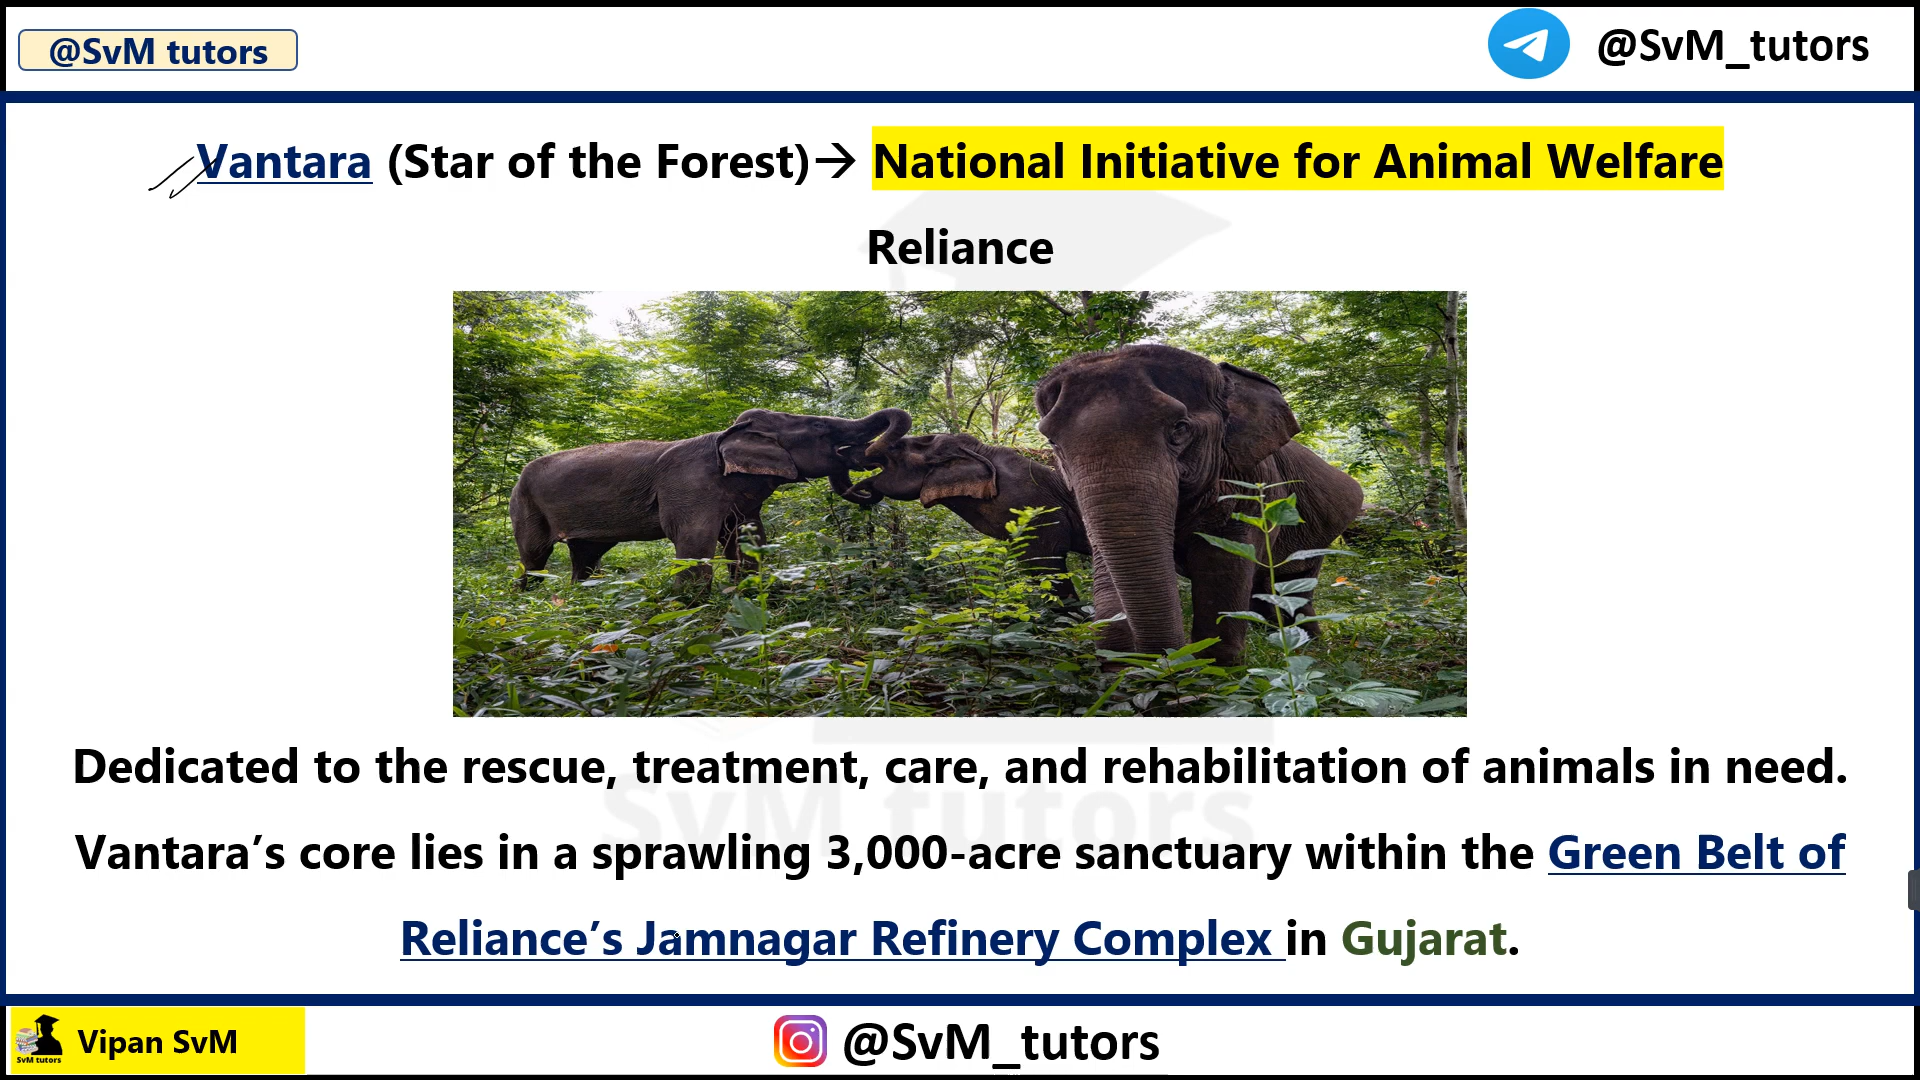 @SvM tutors
@SvM_tutors
Vantara (Star of the Forest)→ National Initiative for Animal Welfare
Reliance
Dedicated to the rescue, treatment, care, and rehabilitation of animals in need.
Vantara’s core lies in a sprawling 3,000-acre sanctuary within the Green Belt of
Reliance’s Jamnagar Refinery Complex in Gujarat.
SvM tutors
SvM tutors
Vipan SvM
@SvM_tutors